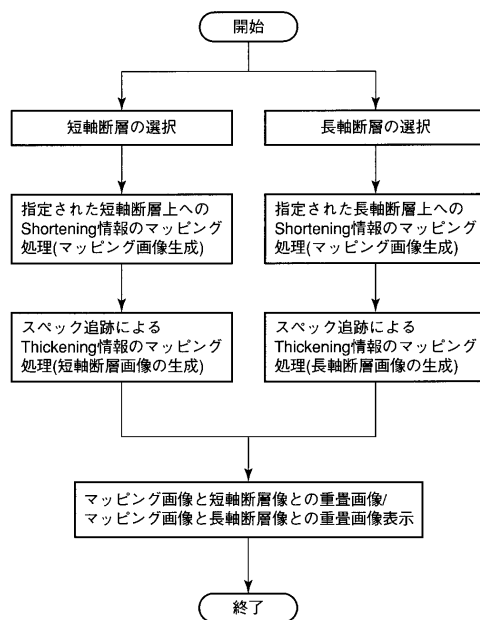 開始
短軸断層の選択
長軸断層の選択
指定された短軸断層上への
Shortening情報のマッピング
処理(マッピング画像生成)
指定された長軸断層上への
Shortening情報のマッピング
処理(マッピング画像生成)
スペック追跡による
Thickening情報のマッピング
処理(短軸断層画像の生成)
スペック追跡による
Thickening情報のマッピング
処理(長軸断層画像の生成)
マッピング画像と短軸断層像との重畳画像/
マッピング画像と長軸断層像との重畳画像表示
終了